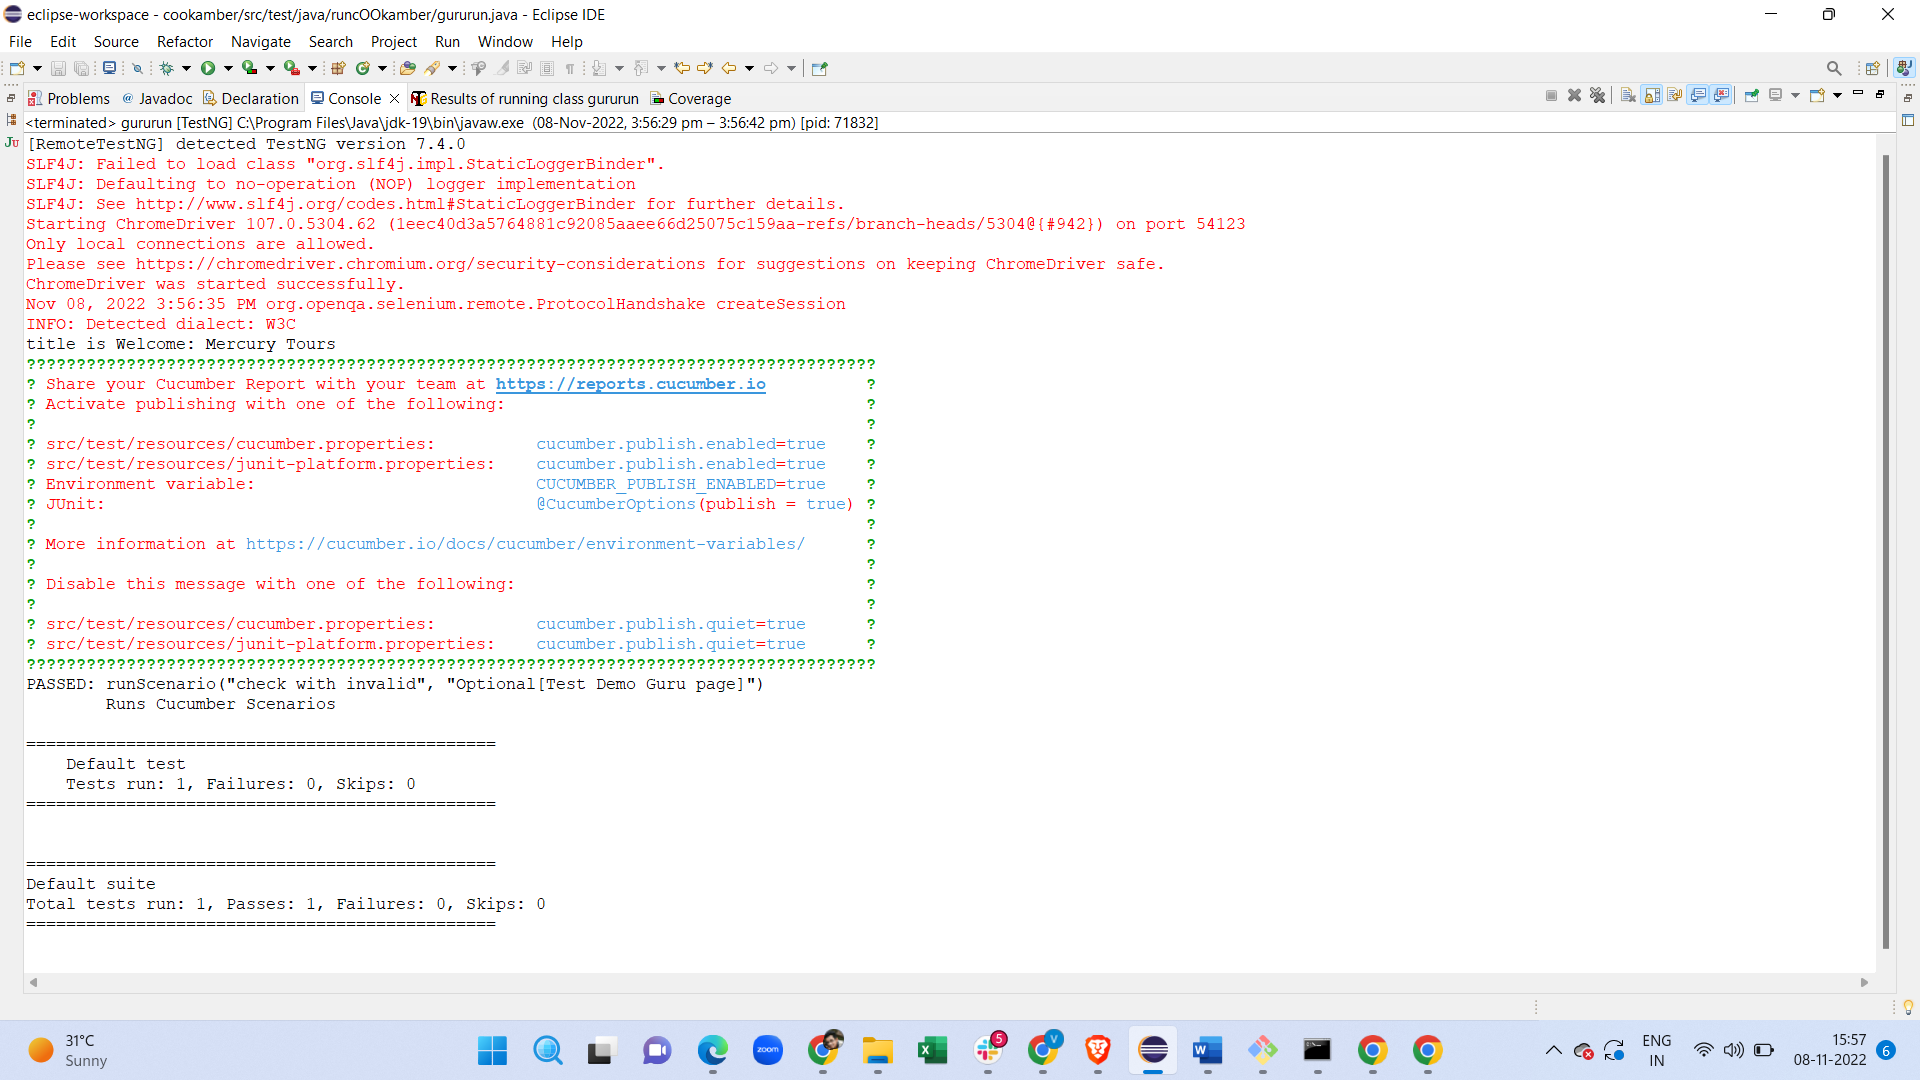 eclipse-workspace - cookamber/src/test/java/runcOOkamber/gururun.java - Eclipse IDE
File Edit Source Refactor Navigate Search Project Run Window Help
Problems @ Javadoc Declaration Console Results of running class gururun Coverage
<terminated> gururun [TestNG] C:\Program Files\Java\jdk-19\bin\javaw.exe (08-Nov-2022, 3:56:29 pm – 3:56:42 pm) [pid: 71832]
[RemoteTestNG] detected TestNG version 7.4.0
SLF4J: Failed to load class "org.slf4j.impl.StaticLoggerBinder".
SLF4J: Defaulting to no-operation (NOP) logger implementation
SLF4J: See http://www.slf4j.org/codes.html#StaticLoggerBinder for further details.
Starting ChromeDriver 107.0.5304.62 (1eec40d3a5764881c92085aaee66d25075c159aa-refs/branch-heads/5304@{#942}) on port 54123
Only local connections are allowed.
Please see https://chromedriver.chromium.org/security-considerations for suggestions on keeping ChromeDriver safe.
ChromeDriver was started successfully.
Nov 08, 2022 3:56:35 PM org.openqa.selenium.remote.ProtocolHandshake createSession
INFO: Detected dialect: W3C
title is Welcome: Mercury Tours
?????????????????????????????????????????????????????????????????????????????????????
? Share your Cucumber Report with your team at https://reports.cucumber.io ?
? Activate publishing with one of the following: ?
? ?
? src/test/resources/cucumber.properties: cucumber.publish.enabled=true ?
? src/test/resources/junit-platform.properties: cucumber.publish.enabled=true ?
? Environment variable: CUCUMBER_PUBLISH_ENABLED=true ?
? JUnit: @CucumberOptions(publish = true) ?
? ?
? More information at https://cucumber.io/docs/cucumber/environment-variables/ ?
? ?
? Disable this message with one of the following: ?
? ?
? src/test/resources/cucumber.properties: cucumber.publish.quiet=true ?
? src/test/resources/junit-platform.properties: cucumber.publish.quiet=true ?
?????????????????????????????????????????????????????????????????????????????????????
PASSED: runScenario("check with invalid", "Optional[Test Demo Guru page]")
Runs Cucumber Scenarios
===============================================
Default test
Tests run: 1, Failures: 0, Skips: 0
===============================================
===============================================
Default suite
Total tests run: 1, Passes: 1, Failures: 0, Skips: 0
===============================================
31°C
Sunny
zoom
5
V
ENG
IN
15:57
08-11-2022
6